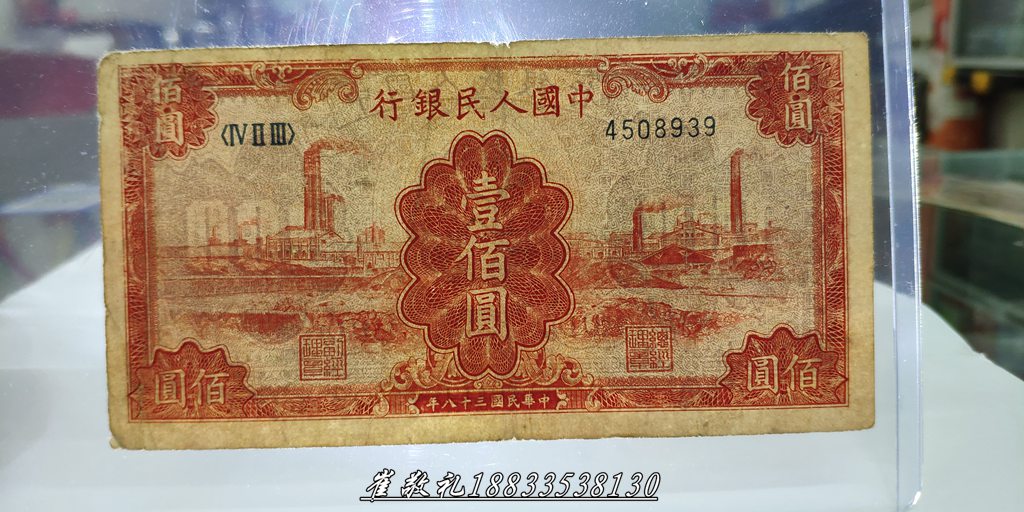 佰圓
佰圓
中國人民銀行
〈ⅣⅡⅢ〉
4508939
壹佰圓
佰圓
佰圓
中華民國三十八年
崔敬礼18833538130